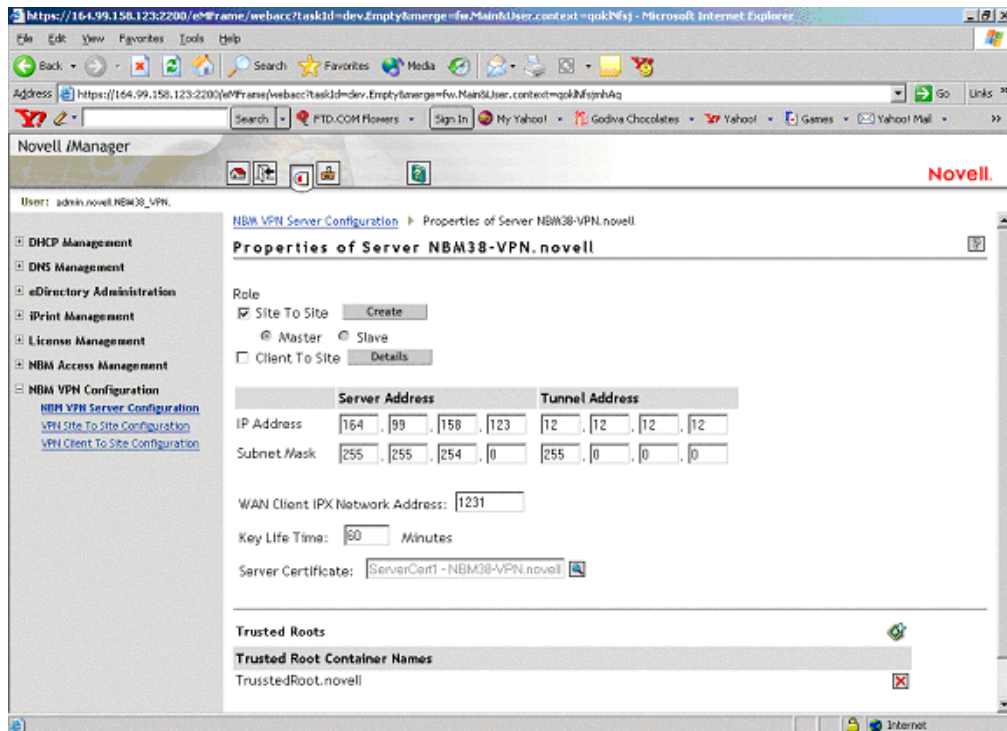 https://164.99.158.123:2200/eMFrame/webacc?taskId=dev.Empty&merge=fw.Main&User.context=qoklNfsj - Microsoft Internet Explorer
File Edit View Favorites Tools Help
Back Search Favorites Media
Address https://164.99.158.123:2200/eMFrame/webacc?taskId=dev.Empty&merge=fw.Main&User.context=qoklNfsjmhAq Go Links »
Y! Search FTD.COM Flowers Sign In My Yahoo! Godiva Chocolates Yahoo! Games Yahoo! Mail »
Novell iManager
Novell.
User: admin.novell.NBM38_VPN.
NBM VPN Server Configuration Properties of Server NBM38-VPN.novell
Properties of Server NBM38-VPN.novell
DHCP Management
DNS Management
eDirectory Administration
iPrint Management
License Management
NBM Access Management
NBM VPN Configuration
NBM VPN Server Configuration
VPN Site To Site Configuration
VPN Client To Site Configuration
Role
Site To Site Create
Master Slave
Client To Site Details
Server Address Tunnel Address
IP Address 164 . 99 . 158 . 123 12 . 12 . 12 . 12
Subnet Mask 255 . 255 . 254 . 0 255 . 0 . 0 . 0
WAN Client IPX Network Address: 1231
Key Life Time: 60 Minutes
Server Certificate: ServerCert1 - NBM38-VPN.novell
Trusted Roots
Trusted Root Container Names
TrusstedRoot.novell
Internet